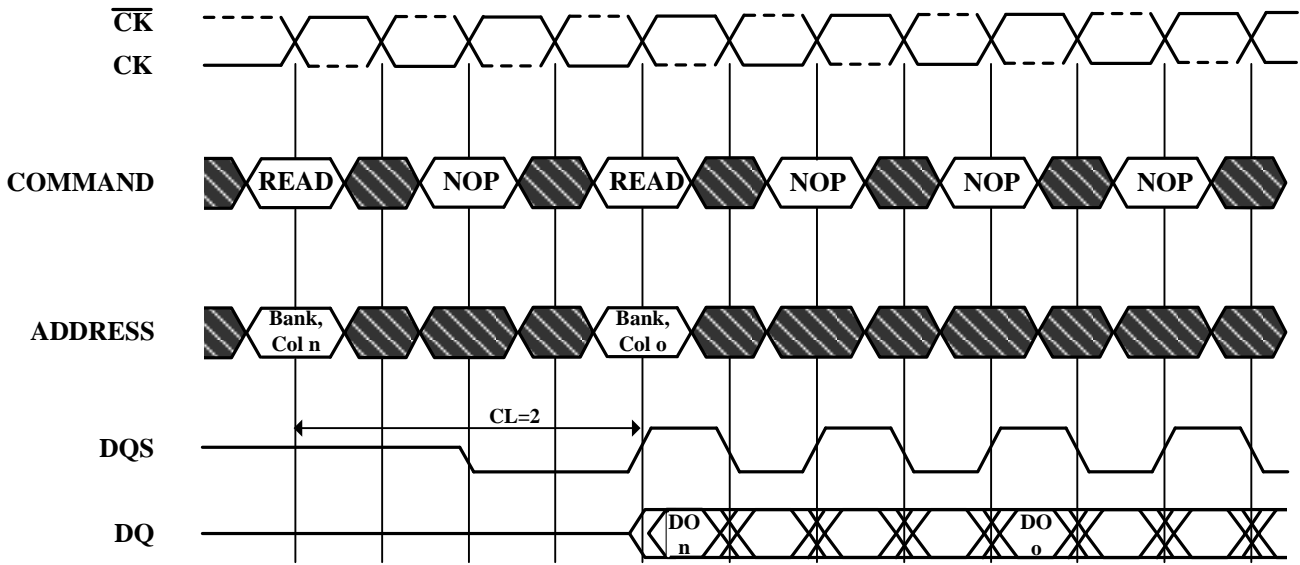 CK
CK
COMMAND
READ
NOP
READ
NOP
NOP
NOP
ADDRESS
Bank,
Col n
Bank,
Col o
CL=2
DQS
DQ
DO
n
DO
o